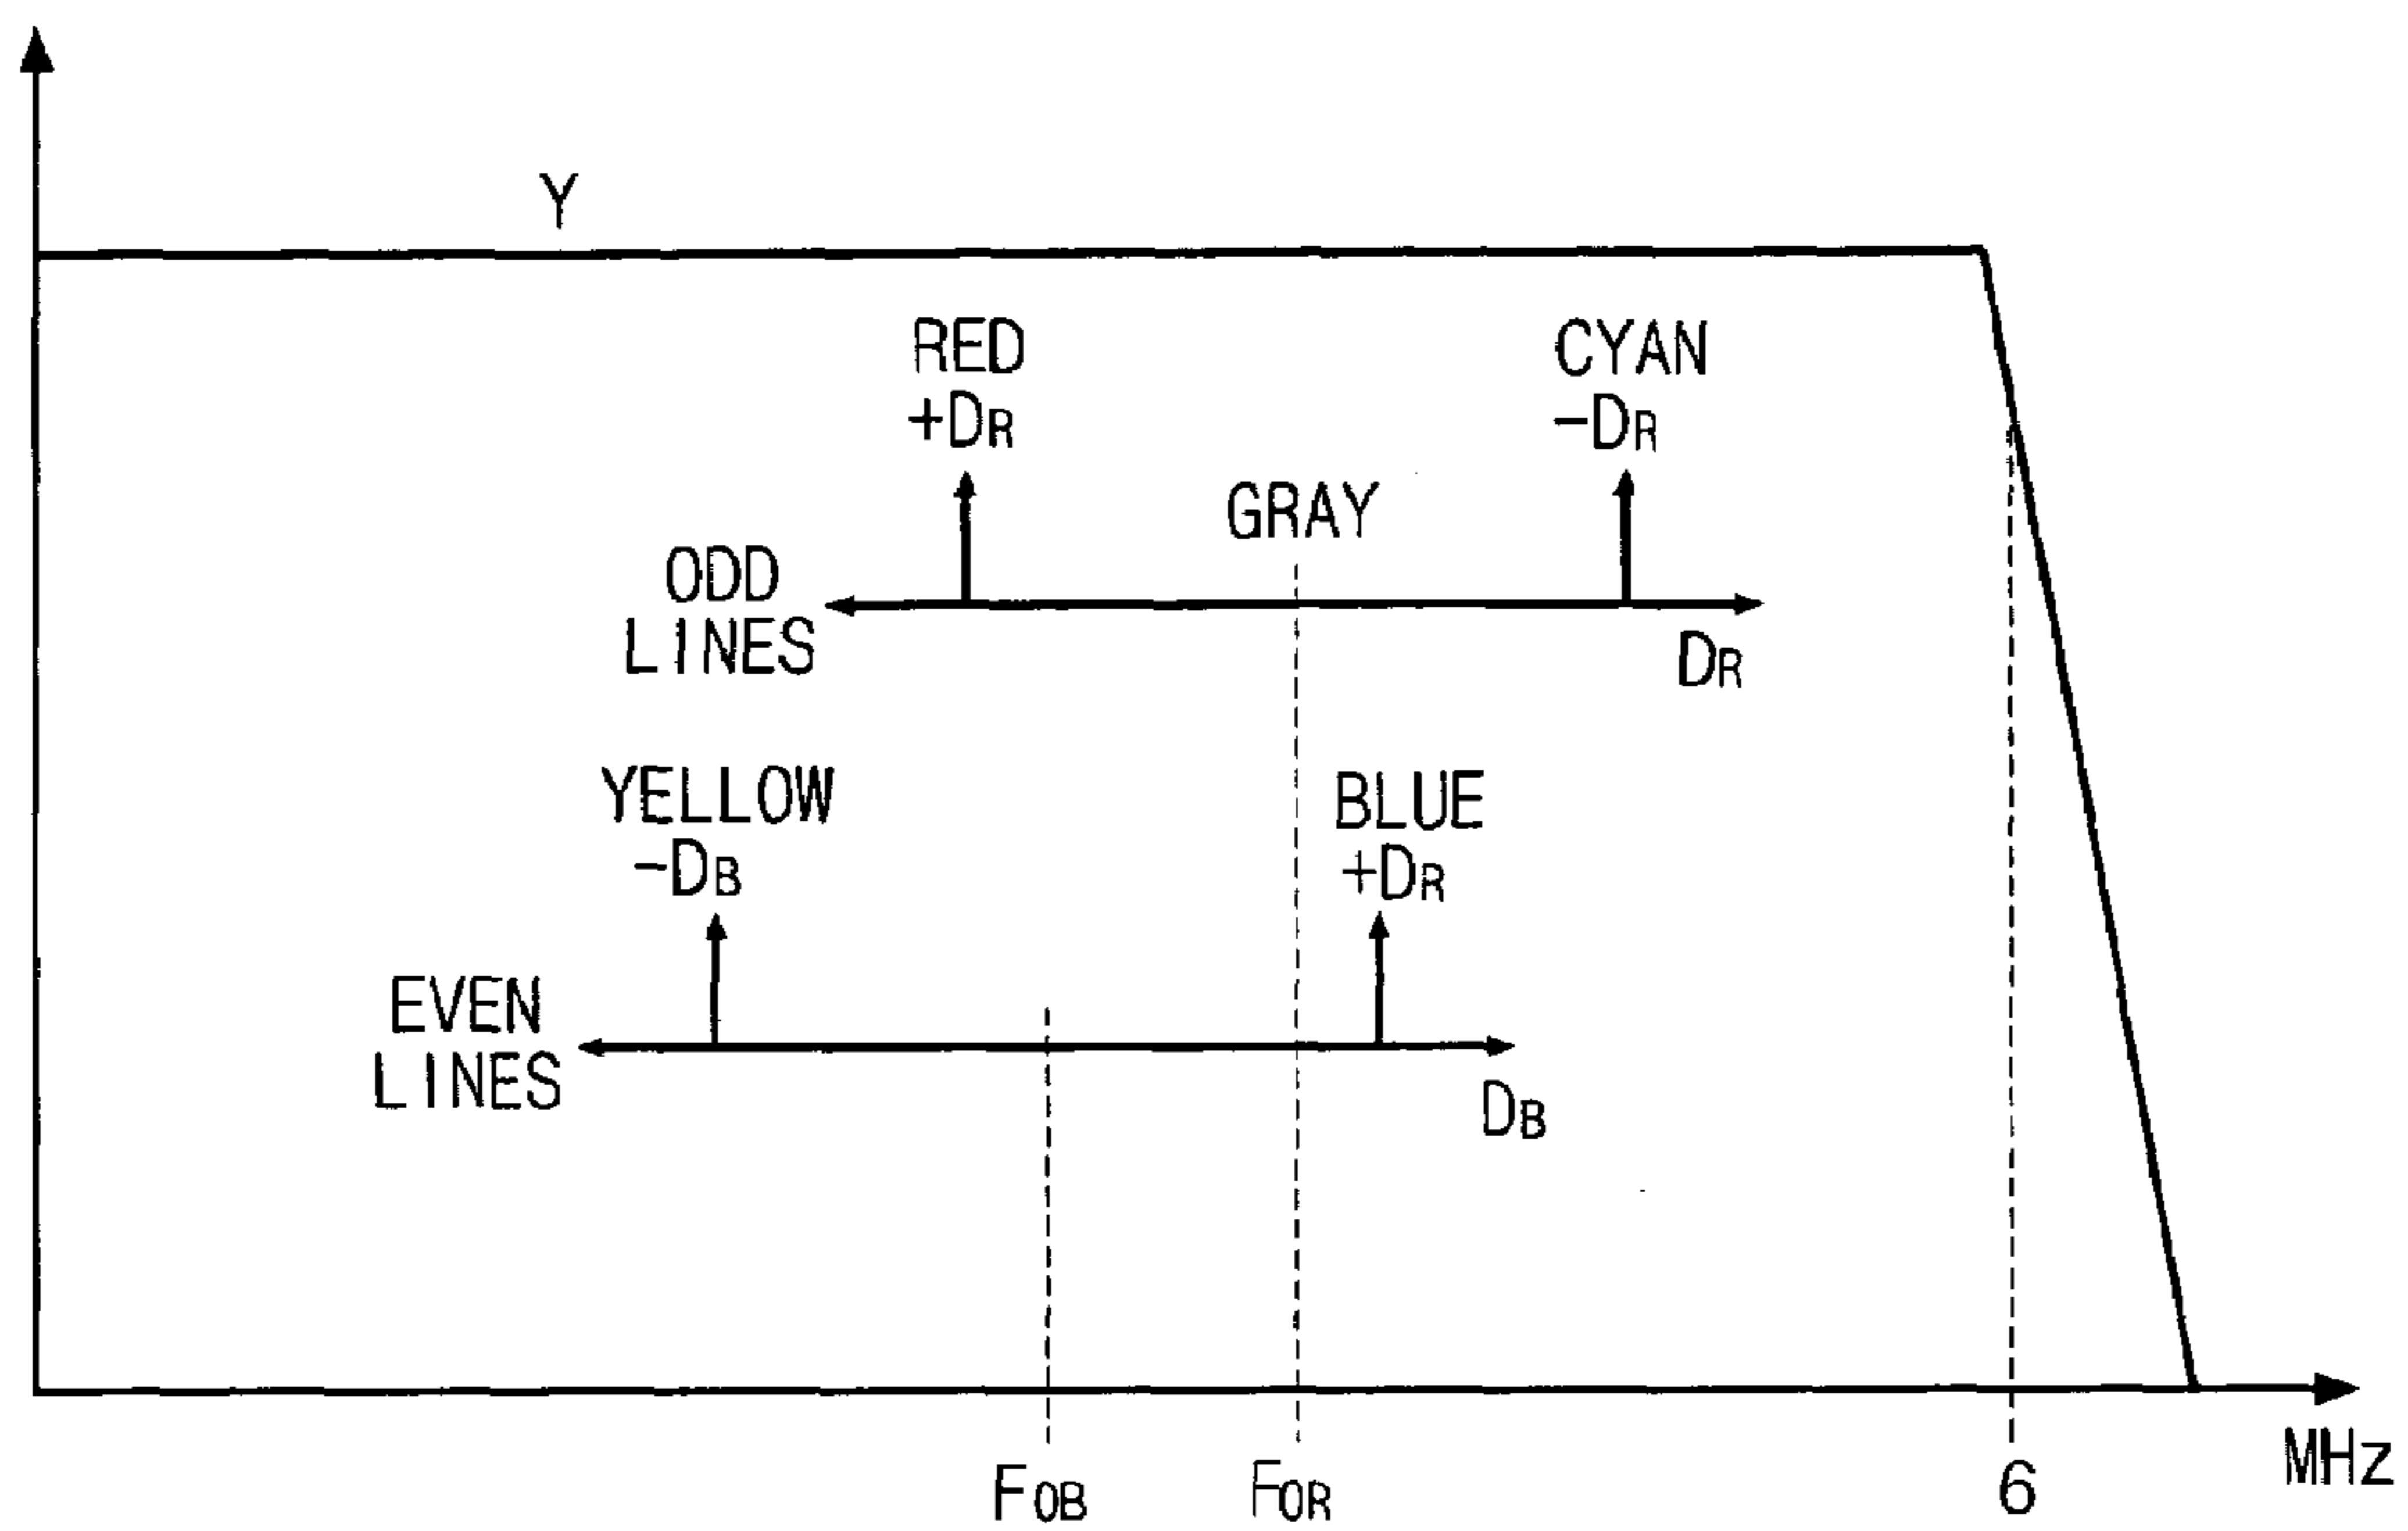 Y
RED
+DR
CYAN
-DR
GRAY
ODD
LINES
DR
YELLOW
-DB
BLUE
+DR
EVEN
LINES
DB
FOB
FOR
6
MHz